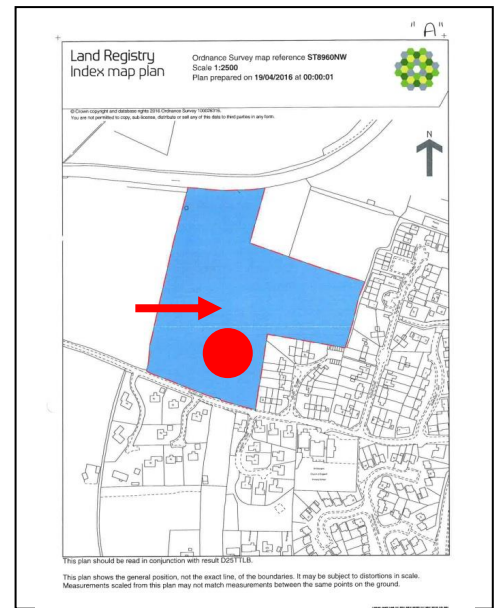 " A "
Land Registry
Index map plan
Ordnance Survey map reference ST8960NW
Scale 1:2500
Plan prepared on 19/04/2016 at 00:00:01
© Crown copyright and database rights 2016 Ordnance Survey 100026316.
You are not permitted to copy, sub-license, distribute or sell any of this data to third parties in any form.
N
This plan should be read in conjunction with result D25TTLB.
This plan shows the general position, not the exact line, of the boundaries. It may be subject to distortions in scale.
Measurements scaled from this plan may not match measurements between the same points on the ground.